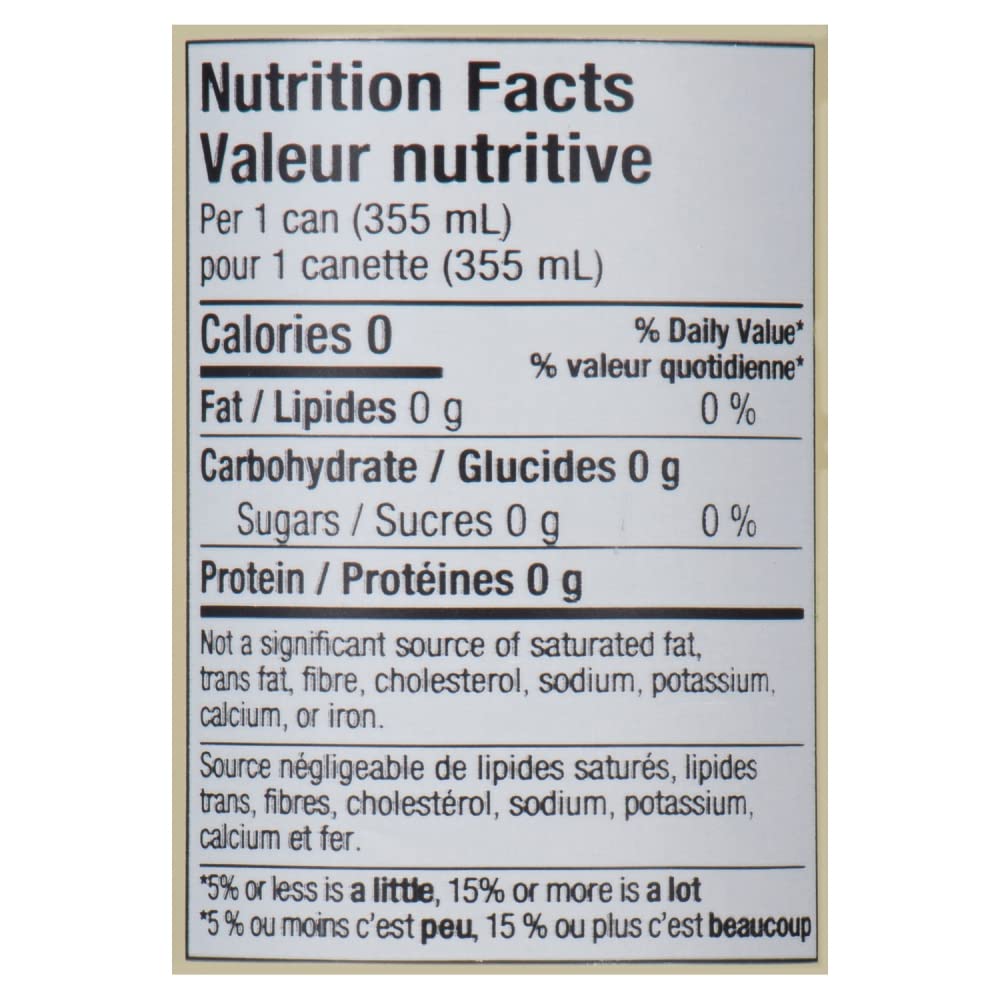 Nutrition Facts
Valeur nutritive
Per 1 can (355 mL)
pour 1 canette (355 mL)
Calories 0
% Daily Value*
% valeur quotidienne*
Fat / Lipides 0 g 0 %
Carbohydrate / Glucides 0 g
Sugars / Sucres 0 g 0 %
Protein / Protéines 0 g
Not a significant source of saturated fat,
trans fat, fibre, cholesterol, sodium, potassium,
calcium, or iron.
Source négligeable de lipides saturés, lipides
trans, fibres, cholestérol, sodium, potassium,
calcium et fer.
*5% or less is a little, 15% or more is a lot
*5 % ou moins c'est peu, 15 % ou plus c'est beaucoup